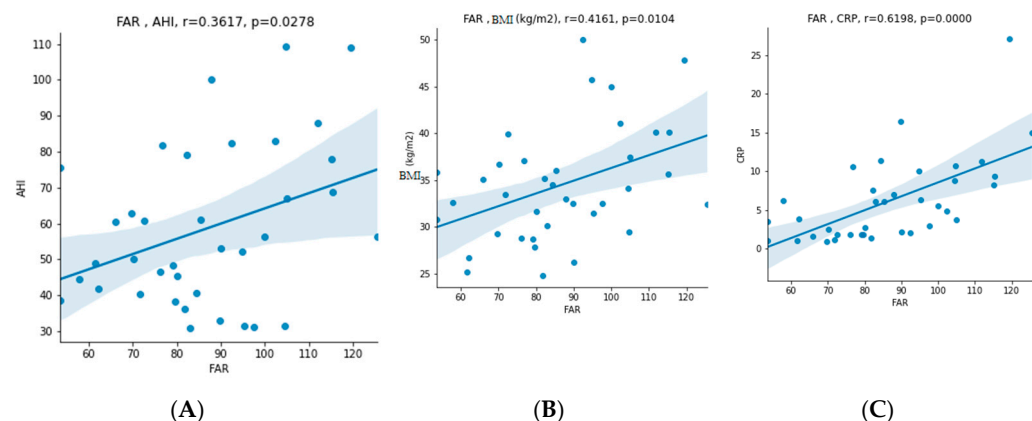 FAR , AHI, r=0.3617, p=0.0278
110
100
90
80
70
60
50
40
30
AHI
60 70 80 90 100 110 120
FAR
(A)
FAR , BMI (kg/m2), r=0.4161, p=0.0104
50
45
40
35
30
25
BMI (kg/m2)
60 70 80 90 100 110 120
FAR
(B)
FAR , CRP, r=0.6198, p=0.0000
25
20
15
10
5
0
CRP
60 70 80 90 100 110 120
FAR
(C)